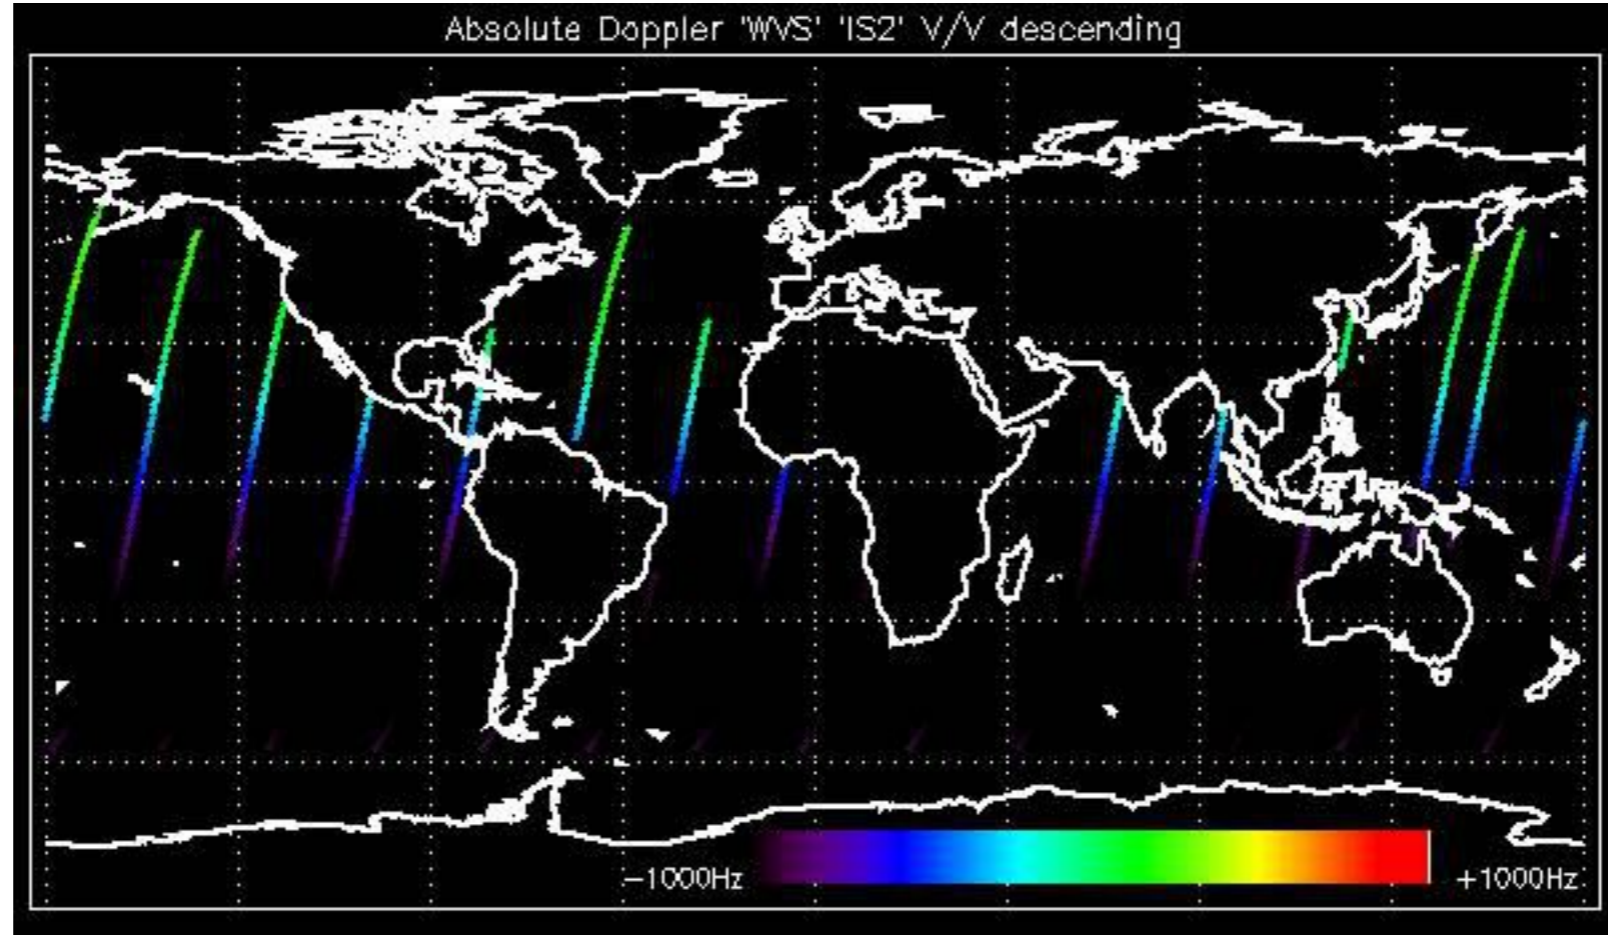 Absolute Doppler 'WVS' 'IS2' V/V descending
-1000Hz
+1000Hz